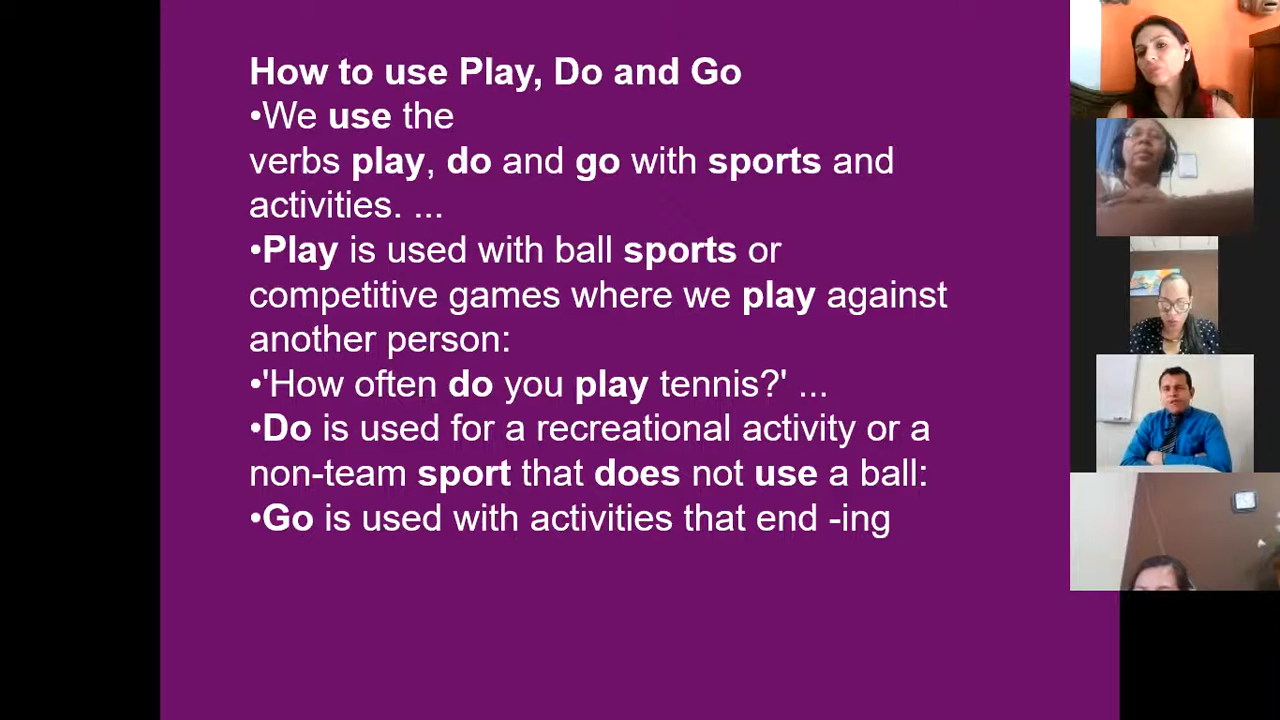 How to use Play, Do and Go
•We use the
verbs play, do and go with sports and
activities. ...
•Play is used with ball sports or
competitive games where we play against
another person:
•'How often do you play tennis?' ...
•Do is used for a recreational activity or a
non-team sport that does not use a ball:
•Go is used with activities that end -ing